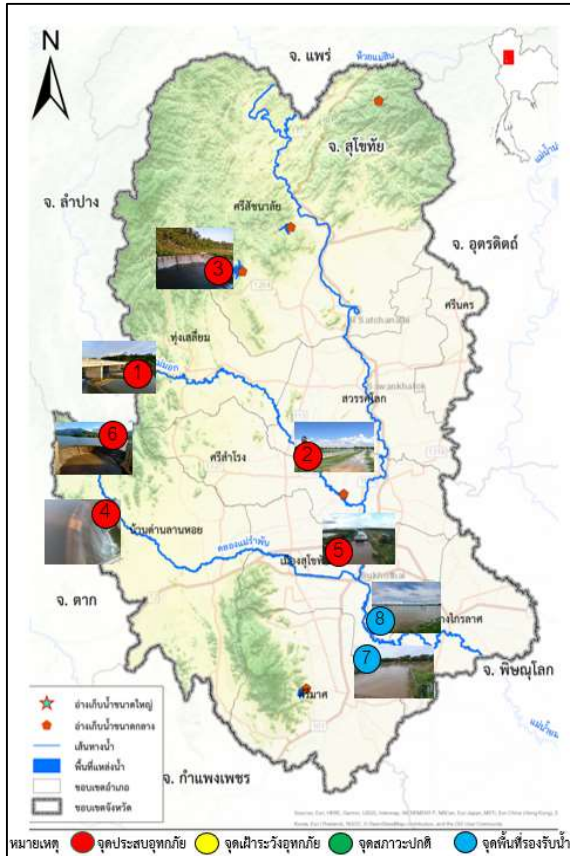 N
จ. แพร่
ห้วยแม่สิน
จ. สุโขทัย
จ. ลำปาง
ศรีสัชนาลัย
จ. อุตรดิตถ์
3
ศรีนคร
ทุ่งเสลี่ยม
1
สวรรคโลก
6
2
ศรีสำโรง
4
บ้านด่านลานหอย
คลองแม่รำพัน
5
เมืองสุโขทัย
8
จ. ตาก
7
จ. พิษณุโลก
อ่างเก็บน้ำขนาดใหญ่
อ่างเก็บน้ำขนาดกลาง
เส้นทางน้ำ
พื้นที่แหล่งน้ำ
ขอบเขตอำเภอ
ขอบเขตจังหวัด
จ. กำแพงเพชร
หมายเหตุ จุดประสบอุทกภัย จุดเฝ้าระวังอุทกภัย จุดสภาวะปกติ จุดพื้นที่รองรับน้ำ